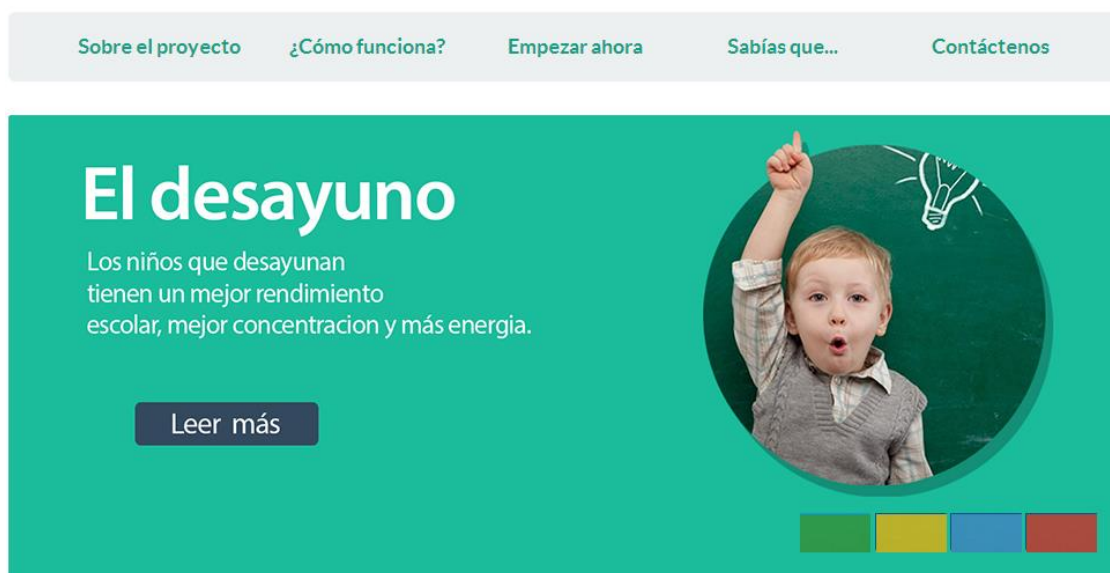 Sobre el proyecto ¿Cómo funciona? Empezar ahora Sabías que... Contáctenos
El desayuno
Los niños que desayunan
tienen un mejor rendimiento
escolar, mejor concentracion y más energia.
Leer más